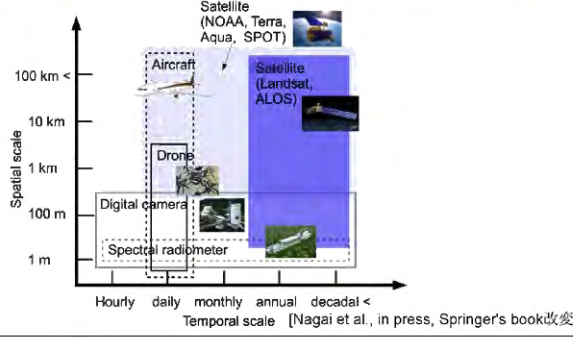 Satellite
(NOAA, Terra,
Aqua, SPOT)
Aircraft
Satellite
(Landsat,
ALOS)
100 km <
10 km
Drone
1 km
Digital camera
100 m
Spectral radiometer
1 m
Spatial scale
Hourly daily monthly annual decadal <
Temporal scale [Nagai et al., in press, Springer's book改変